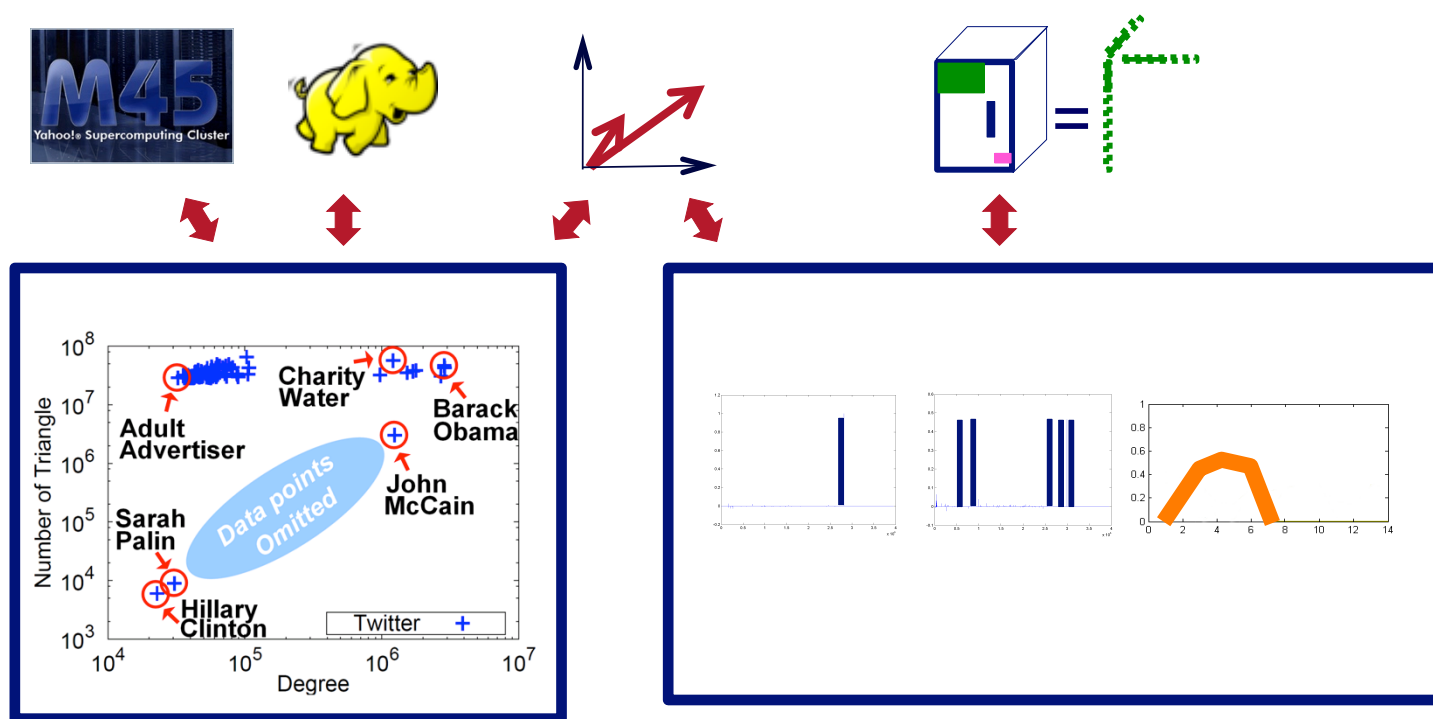 M45
Yahoo!® Supercomputing Cluster
=
Number of Triangle
10^8
10^7
10^6
10^5
10^4
10^3
Adult
Advertiser
Charity
Water
Barack
Obama
John
McCain
Data points
Omitted
Sarah
Palin
Hillary
Clinton
Twitter +
10^4 10^5 10^6 10^7
Degree
1
0.8
0.6
0.4
0.2
0
0 2 4 6 8 10 12 14